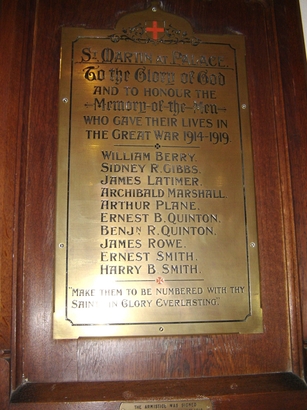 To the Glory of God
AND TO HONOUR THE
Memory-of-the-Men
WHO GAVE THEIR LIVES IN
THE GREAT WAR 1914-1919.
WILLIAM BERRY.
SIDNEY R. GIBBS.
JAMES LATIMER.
ARCHIBALD MARSHALL
ARTHUR PLANE.
ERNEST B. QUINTON.
BENJN R. QUINTON.
JAMES ROWE.
ERNEST SMITH.
HARRY B SMITH.
"MAKE THEM TO BE NUMBERED WITH THY
SAINTS IN GLORY EVERLASTING".
THE